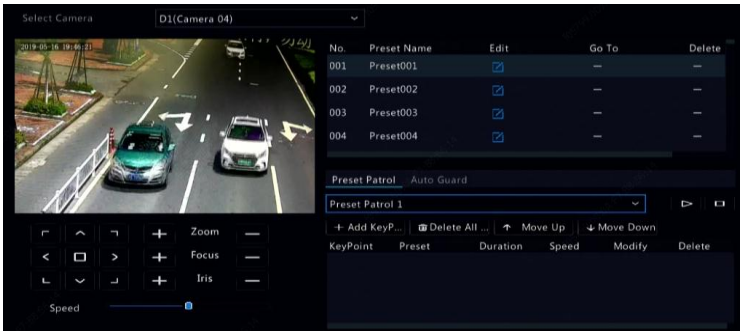 Select Camera D1(Camera 04)
2019-05-16 19:46:21
No. Preset Name Edit Go To Delete
001 Preset001
002 Preset002
003 Preset003
004 Preset004
Preset Patrol Auto Guard
Preset Patrol 1
+ Add KeyP... Delete All ... ↑ Move Up ↓ Move Down
KeyPoint Preset Duration Speed Modify Delete
Zoom
Focus
Iris
Speed